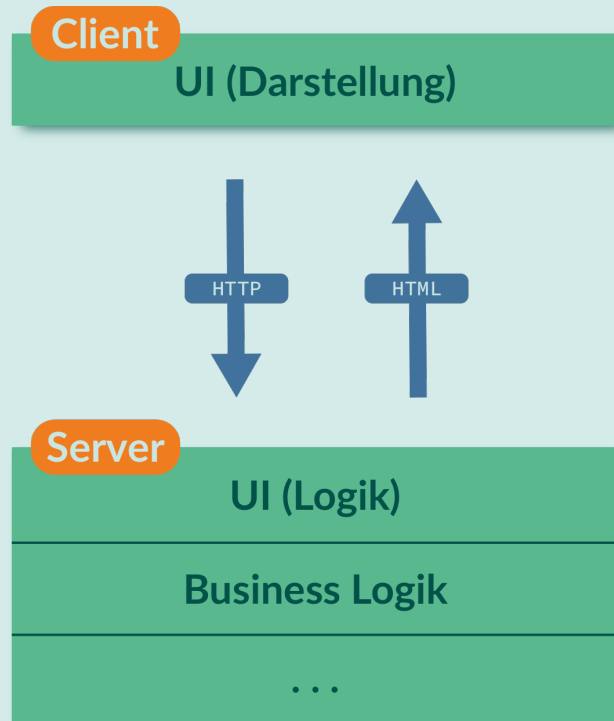 Client
UI (Darstellung)
HTTP
HTML
Server
UI (Logik)
Business Logik
...